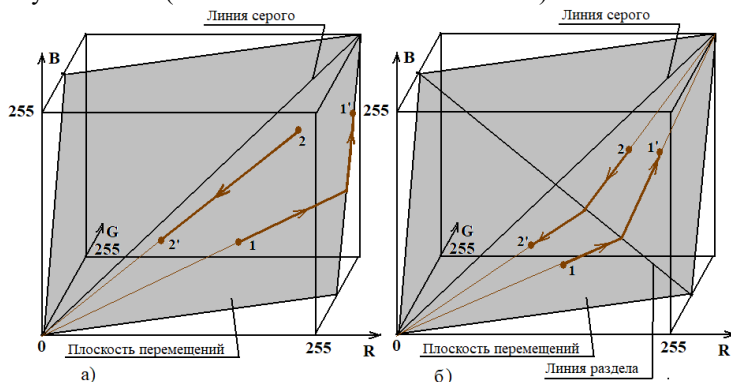 Линия серого
Линия серого
B
255
1'
2
2'
1
G
255
0
255
R
Плоскость перемещений
а)
B
255
2
1'
2'
1
G
255
0
255
R
Плоскость перемещений
Линия раздела
б)